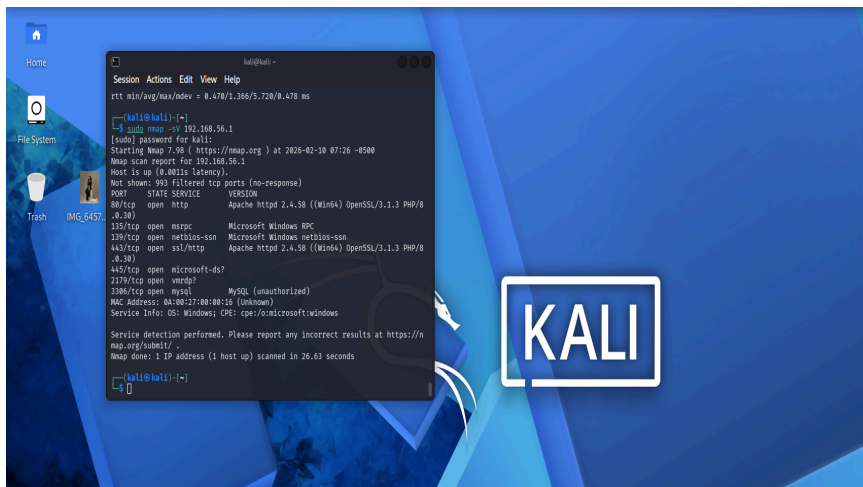 Home
File System
Trash
IMG_6457...
kali@kali: ~
Session Actions Edit View Help
rtt min/avg/max/mdev = 0.470/1.366/5.720/0.478 ms
(kali㉿kali)-[~]
$ sudo nmap -sV 192.168.56.1
[sudo] password for kali:
Starting Nmap 7.98 ( https://nmap.org ) at 2026-02-10 07:26 -0500
Nmap scan report for 192.168.56.1
Host is up (0.0011s latency).
Not shown: 993 filtered tcp ports (no-response)
PORT STATE SERVICE VERSION
80/tcp open http Apache httpd 2.4.58 ((Win64) OpenSSL/3.1.3 PHP/8
.0.30)
135/tcp open msrpc Microsoft Windows RPC
139/tcp open netbios-ssn Microsoft Windows netbios-ssn
443/tcp open ssl/http Apache httpd 2.4.58 ((Win64) OpenSSL/3.1.3 PHP/8
.0.30)
445/tcp open microsoft-ds?
2179/tcp open vmrdp?
3306/tcp open mysql MySQL (unauthorized)
MAC Address: 0A:00:27:00:00:16 (Unknown)
Service Info: OS: Windows; CPE: cpe:/o:microsoft:windows
Service detection performed. Please report any incorrect results at https://n
map.org/submit/ .
Nmap done: 1 IP address (1 host up) scanned in 26.63 seconds
(kali㉿kali)-[~]
$
KALI